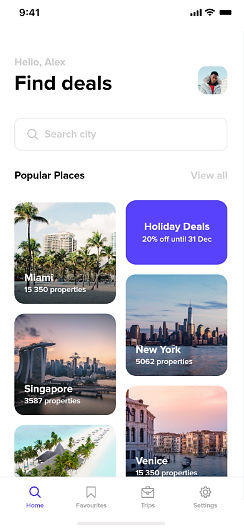 9:41
Hello, Alex
Find deals
Search city
Popular Places
View all
Miami
15 350 properties
Holiday Deals
20% off until 31 Dec
New York
5062 properties
Singapore
3587 properties
Venice
15 350 properties
Home
Favourites
Trips
Settings